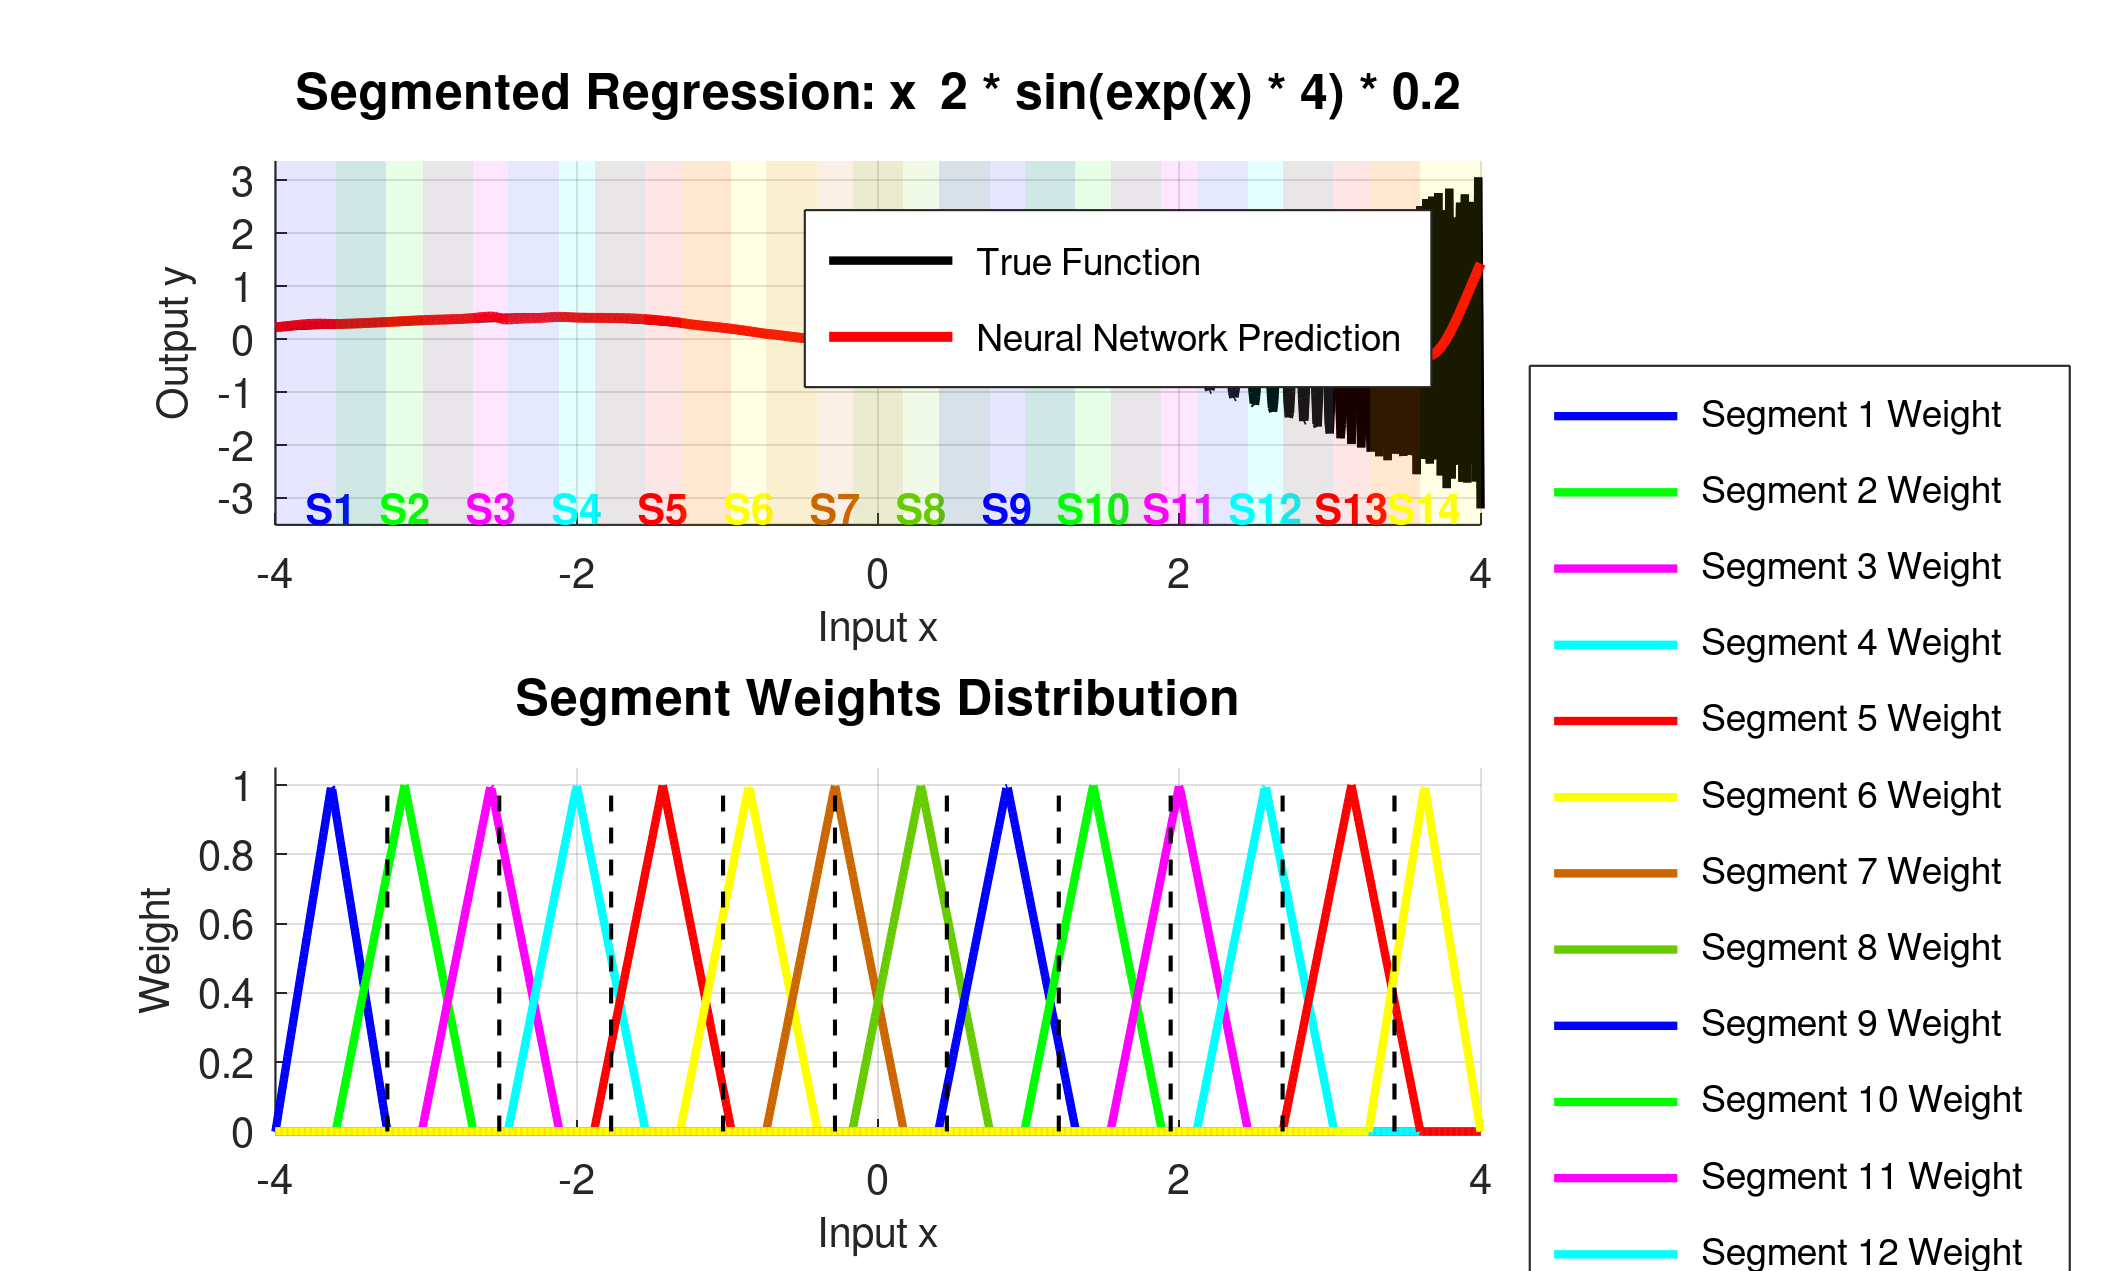 Segmented Regression: x 2 * sin(exp(x) * 4) * 0.2
3
2
1
0
-1
-2
-3
Output y
True Function
Neural Network Prediction
S1 S2 S3 S4 S5 S6 S7 S8 S9 S10 S11 S12 S13 S14
-4 -2 0 2 4
Input x
Segment Weights Distribution
1
0.8
0.6
0.4
0.2
0
Weight
-4 -2 0 2 4
Input x
Segment 1 Weight
Segment 2 Weight
Segment 3 Weight
Segment 4 Weight
Segment 5 Weight
Segment 6 Weight
Segment 7 Weight
Segment 8 Weight
Segment 9 Weight
Segment 10 Weight
Segment 11 Weight
Segment 12 Weight